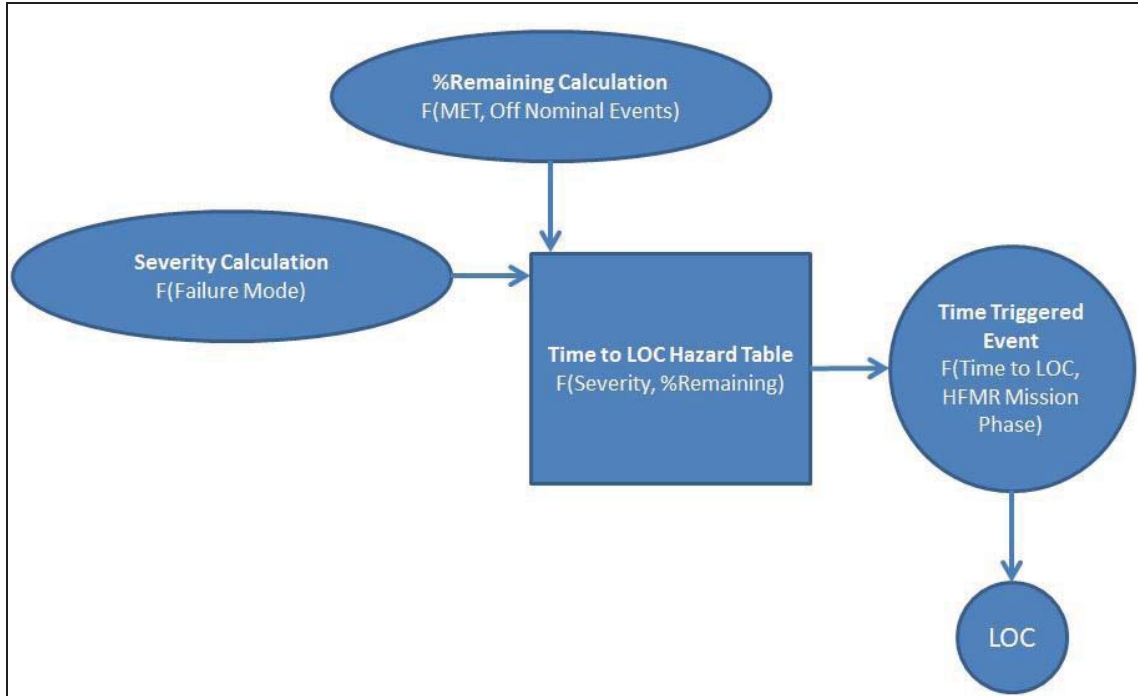 %Remaining Calculation
F(MET, Off Nominal Events)
Severity Calculation
F(Failure Mode)
Time to LOC Hazard Table
F(Severity, %Remaining)
Time Triggered
Event
F(Time to LOC,
HFMR Mission
Phase)
LOC